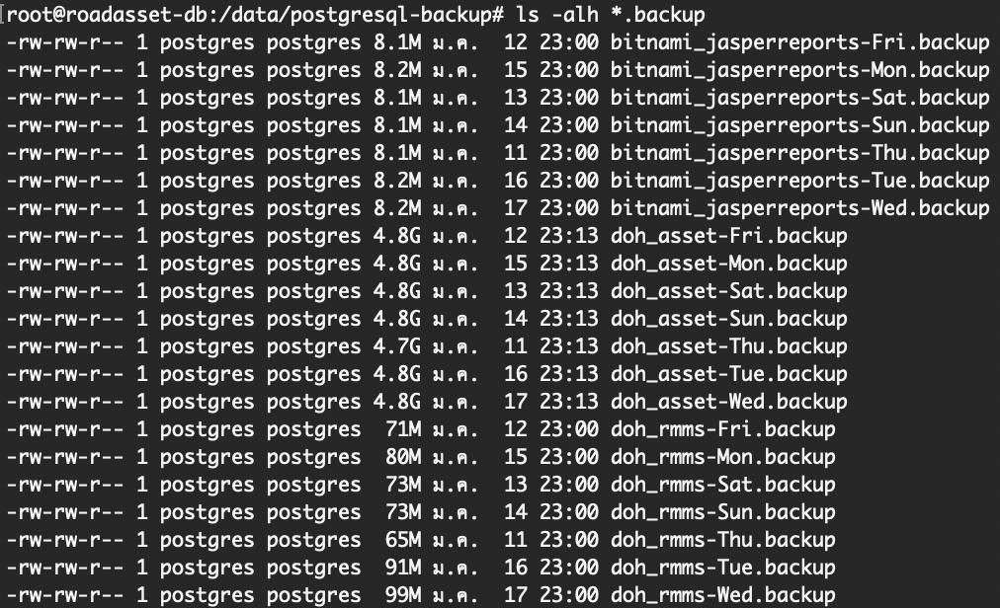 [root@roadasset-db:/data/postgresql-backup# ls -alh *.backup
-rw-rw-r-- 1 postgres postgres 8.1M ม.ค.  12 23:00 bitnami_jasperreports-Fri.backup
-rw-rw-r-- 1 postgres postgres 8.2M ม.ค.  15 23:00 bitnami_jasperreports-Mon.backup
-rw-rw-r-- 1 postgres postgres 8.1M ม.ค.  13 23:00 bitnami_jasperreports-Sat.backup
-rw-rw-r-- 1 postgres postgres 8.1M ม.ค.  14 23:00 bitnami_jasperreports-Sun.backup
-rw-rw-r-- 1 postgres postgres 8.1M ม.ค.  11 23:00 bitnami_jasperreports-Thu.backup
-rw-rw-r-- 1 postgres postgres 8.2M ม.ค.  16 23:00 bitnami_jasperreports-Tue.backup
-rw-rw-r-- 1 postgres postgres 8.2M ม.ค.  17 23:00 bitnami_jasperreports-Wed.backup
-rw-rw-r-- 1 postgres postgres 4.8G ม.ค.  12 23:13 doh_asset-Fri.backup
-rw-rw-r-- 1 postgres postgres 4.8G ม.ค.  15 23:13 doh_asset-Mon.backup
-rw-rw-r-- 1 postgres postgres 4.8G ม.ค.  13 23:13 doh_asset-Sat.backup
-rw-rw-r-- 1 postgres postgres 4.8G ม.ค.  14 23:13 doh_asset-Sun.backup
-rw-rw-r-- 1 postgres postgres 4.7G ม.ค.  11 23:13 doh_asset-Thu.backup
-rw-rw-r-- 1 postgres postgres 4.8G ม.ค.  16 23:13 doh_asset-Tue.backup
-rw-rw-r-- 1 postgres postgres 4.8G ม.ค.  17 23:13 doh_asset-Wed.backup
-rw-rw-r-- 1 postgres postgres  71M ม.ค.  12 23:00 doh_rmms-Fri.backup
-rw-rw-r-- 1 postgres postgres  80M ม.ค.  15 23:00 doh_rmms-Mon.backup
-rw-rw-r-- 1 postgres postgres  73M ม.ค.  13 23:00 doh_rmms-Sat.backup
-rw-rw-r-- 1 postgres postgres  73M ม.ค.  14 23:00 doh_rmms-Sun.backup
-rw-rw-r-- 1 postgres postgres  65M ม.ค.  11 23:00 doh_rmms-Thu.backup
-rw-rw-r-- 1 postgres postgres  91M ม.ค.  16 23:00 doh_rmms-Tue.backup
-rw-rw-r-- 1 postgres postgres  99M ม.ค.  17 23:00 doh_rmms-Wed.backup